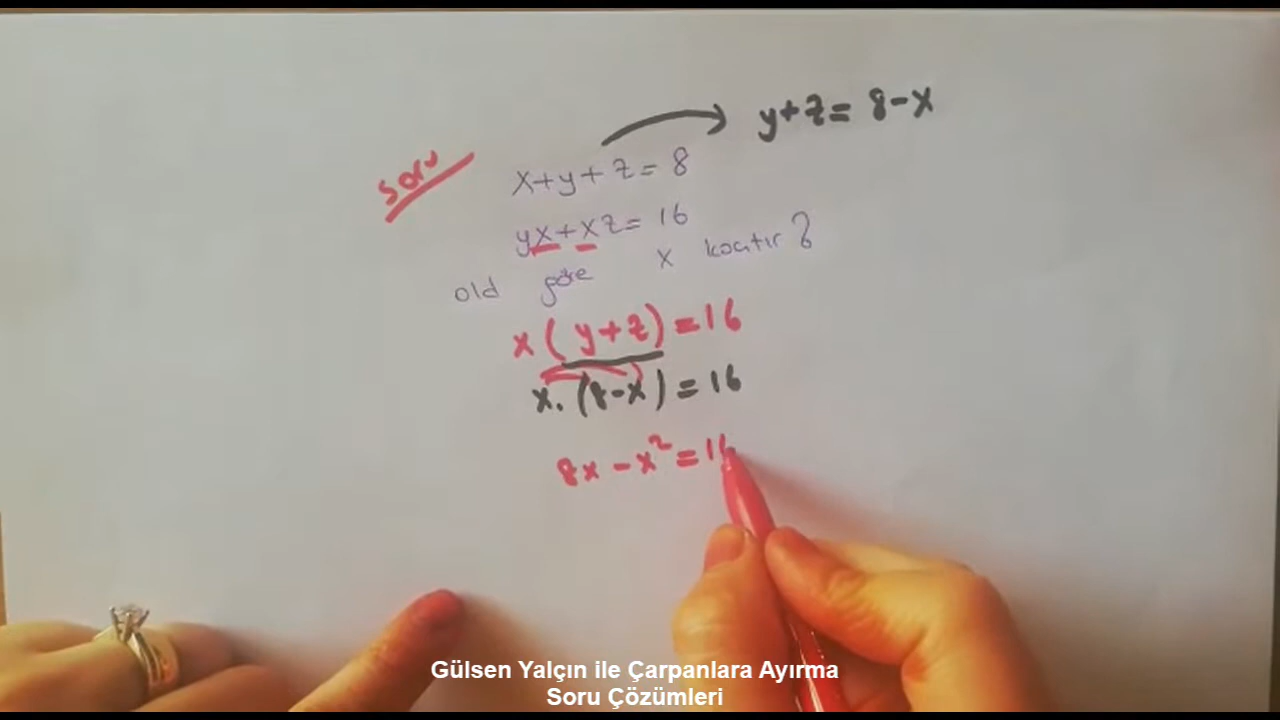 y+z= 8-x
Soru
x+y+z=8
yx+xz=16
old göre x kaçtır?
x(y+z)=16
x.(8-x)=16
8x-x²=16
Gülsen Yalçın ile Çarpanlara Ayırma
Soru Çözümleri